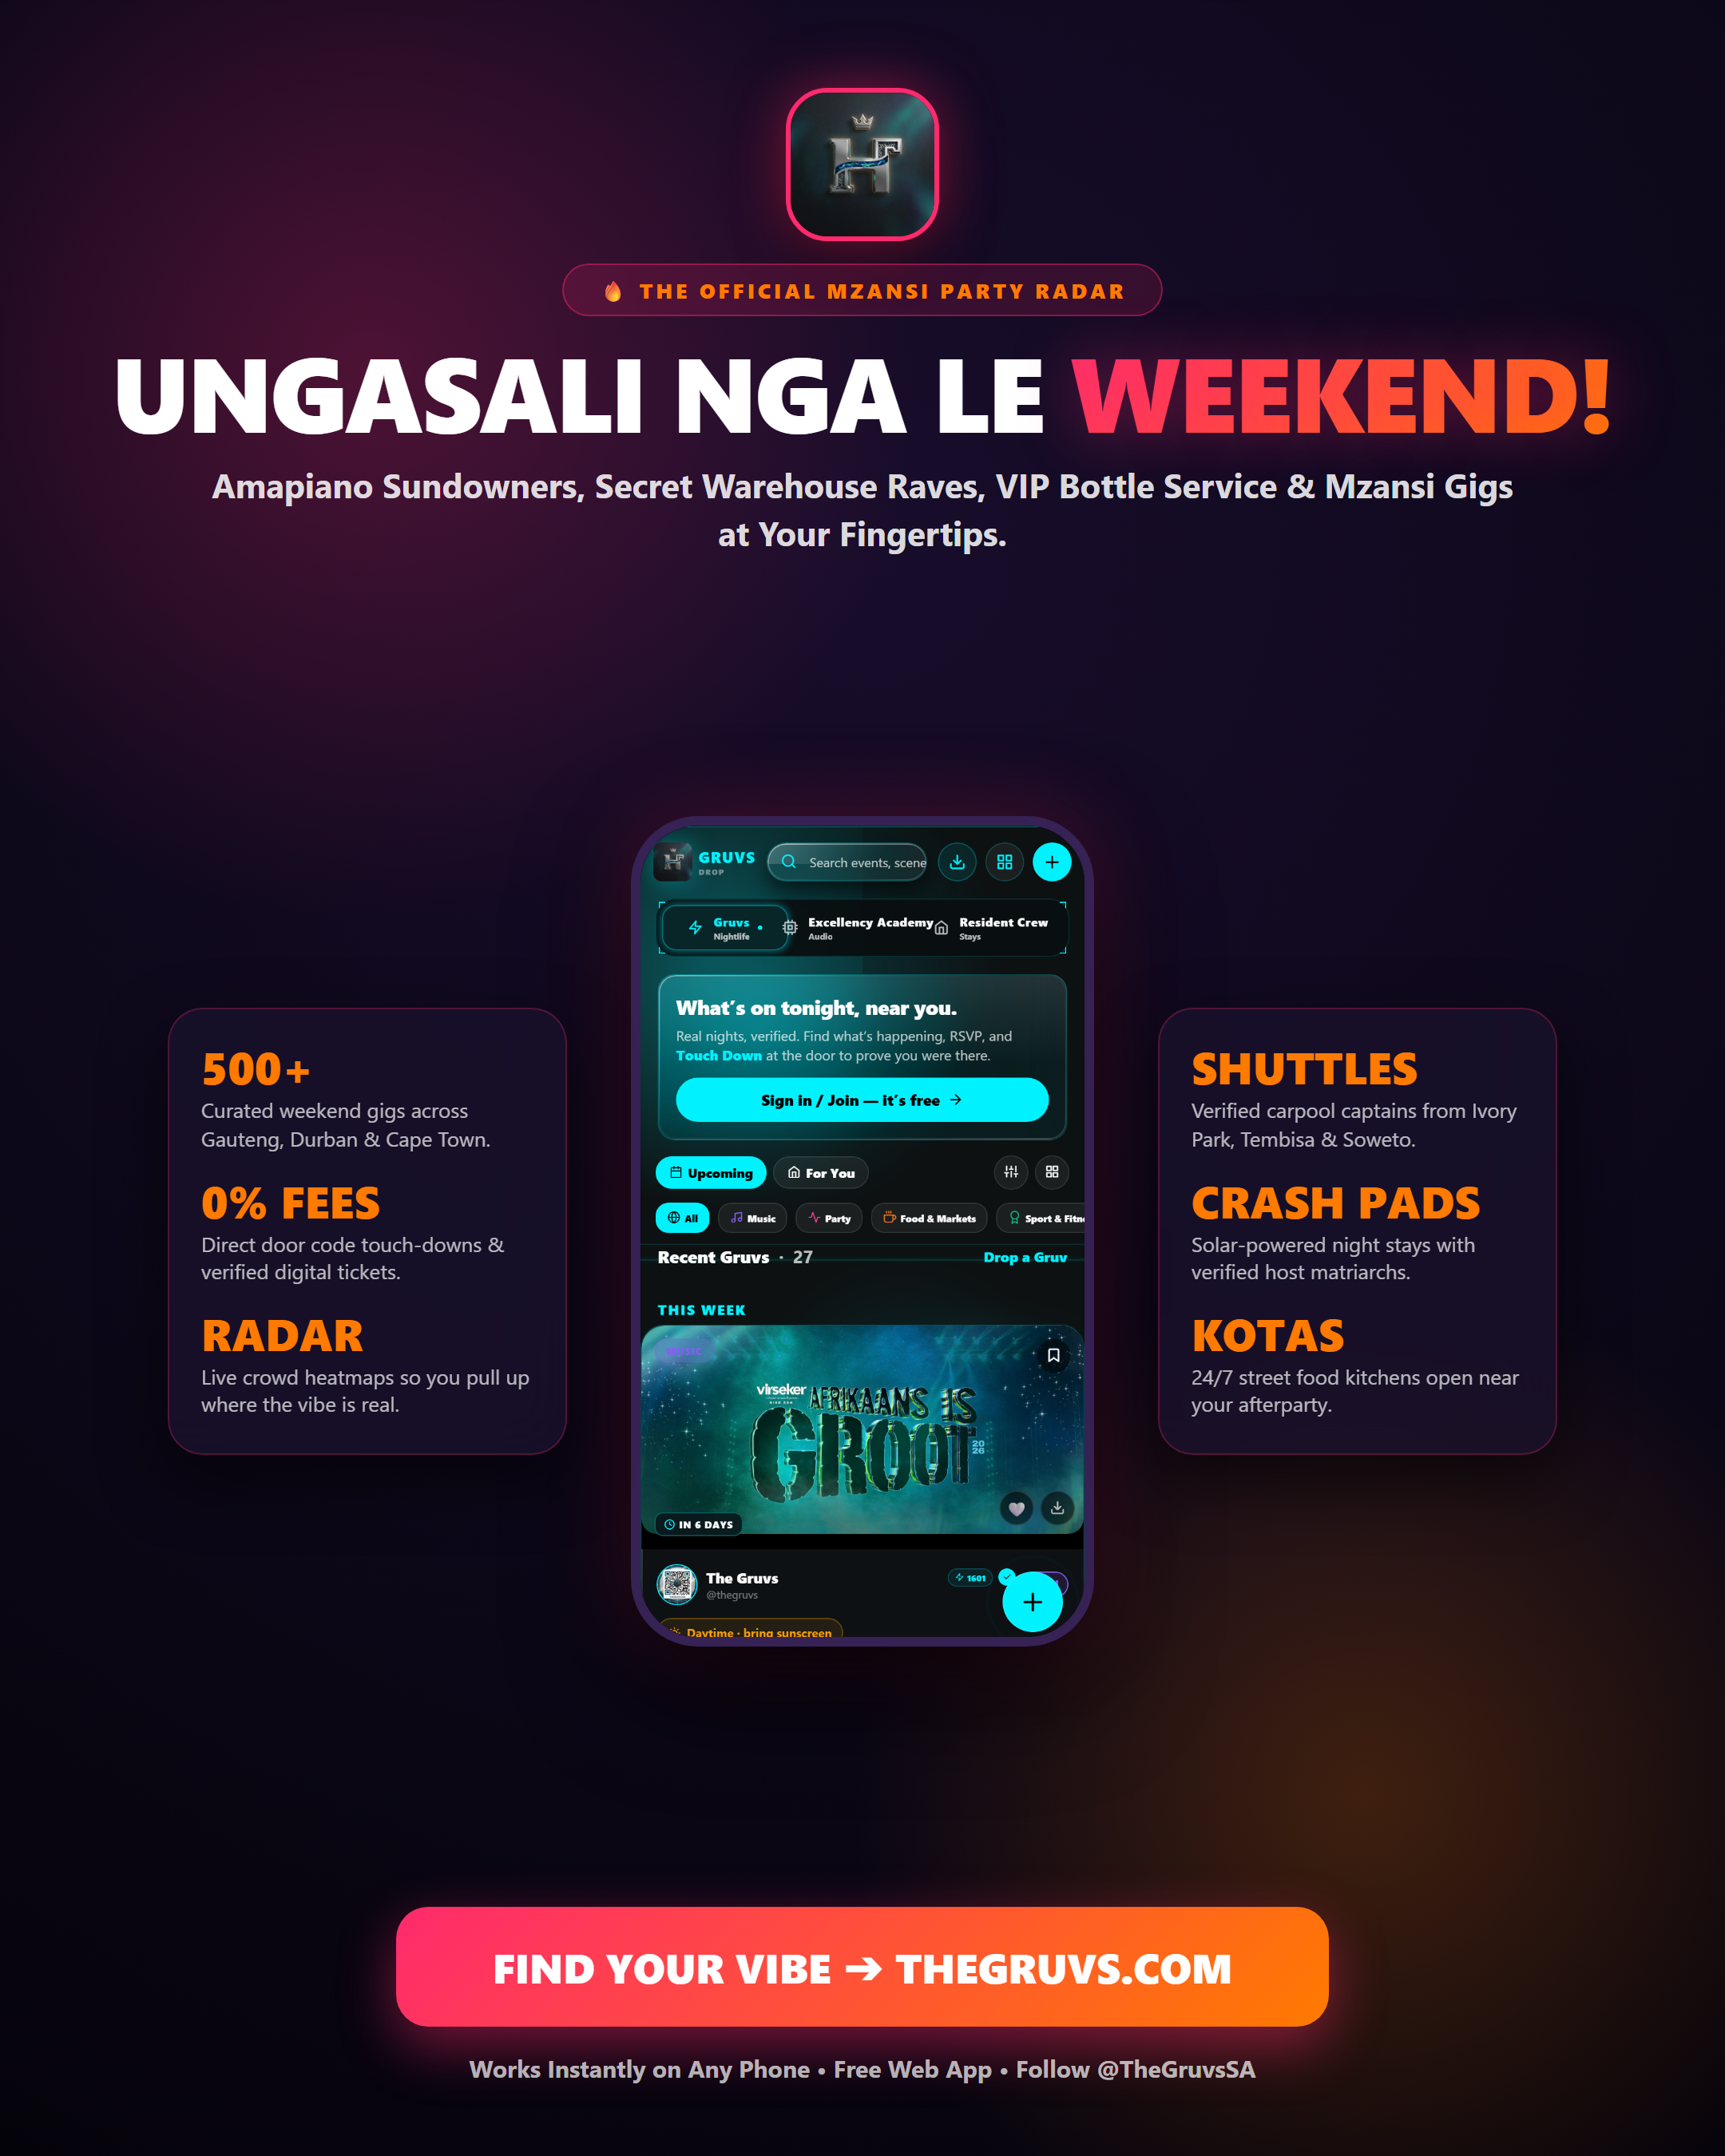 🔥 THE OFFICIAL MZANSI PARTY RADAR
UNGASALI NGA LE WEEKEND!
Amapiano Sundowners, Secret Warehouse Raves, VIP Bottle Service & Mzansi Gigs
at Your Fingertips.
500+
Curated weekend gigs across
Gauteng, Durban & Cape Town.
0% FEES
Direct door code touch-downs &
verified digital tickets.
RADAR
Live crowd heatmaps so you pull up
where the vibe is real.
GRUVS
DROP
Search events, scene
Gruvs
Nightlife
Excellency Academy
Audio
Resident Crew
Stays
What's on tonight, near you.
Real nights, verified. Find what's happening, RSVP, and
Touch Down at the door to prove you were there.
Sign in / Join — it's free →
Upcoming
For You
All
Music
Party
Food & Markets
Sport & Fitne
Recent Gruvs · 27
Drop a Gruv
THIS WEEK
MUSIC
virseker
AFRIKAANS IS
GROOT
20
26
IN 6 DAYS
The Gruvs
@thegruvs
1601
Daytime · bring sunscreen
SHUTTLES
Verified carpool captains from Ivory
Park, Tembisa & Soweto.
CRASH PADS
Solar-powered night stays with
verified host matriarchs.
KOTAS
24/7 street food kitchens open near
your afterparty.
FIND YOUR VIBE ➔ THEGRUVS.COM
Works Instantly on Any Phone • Free Web App • Follow @TheGruvsSA